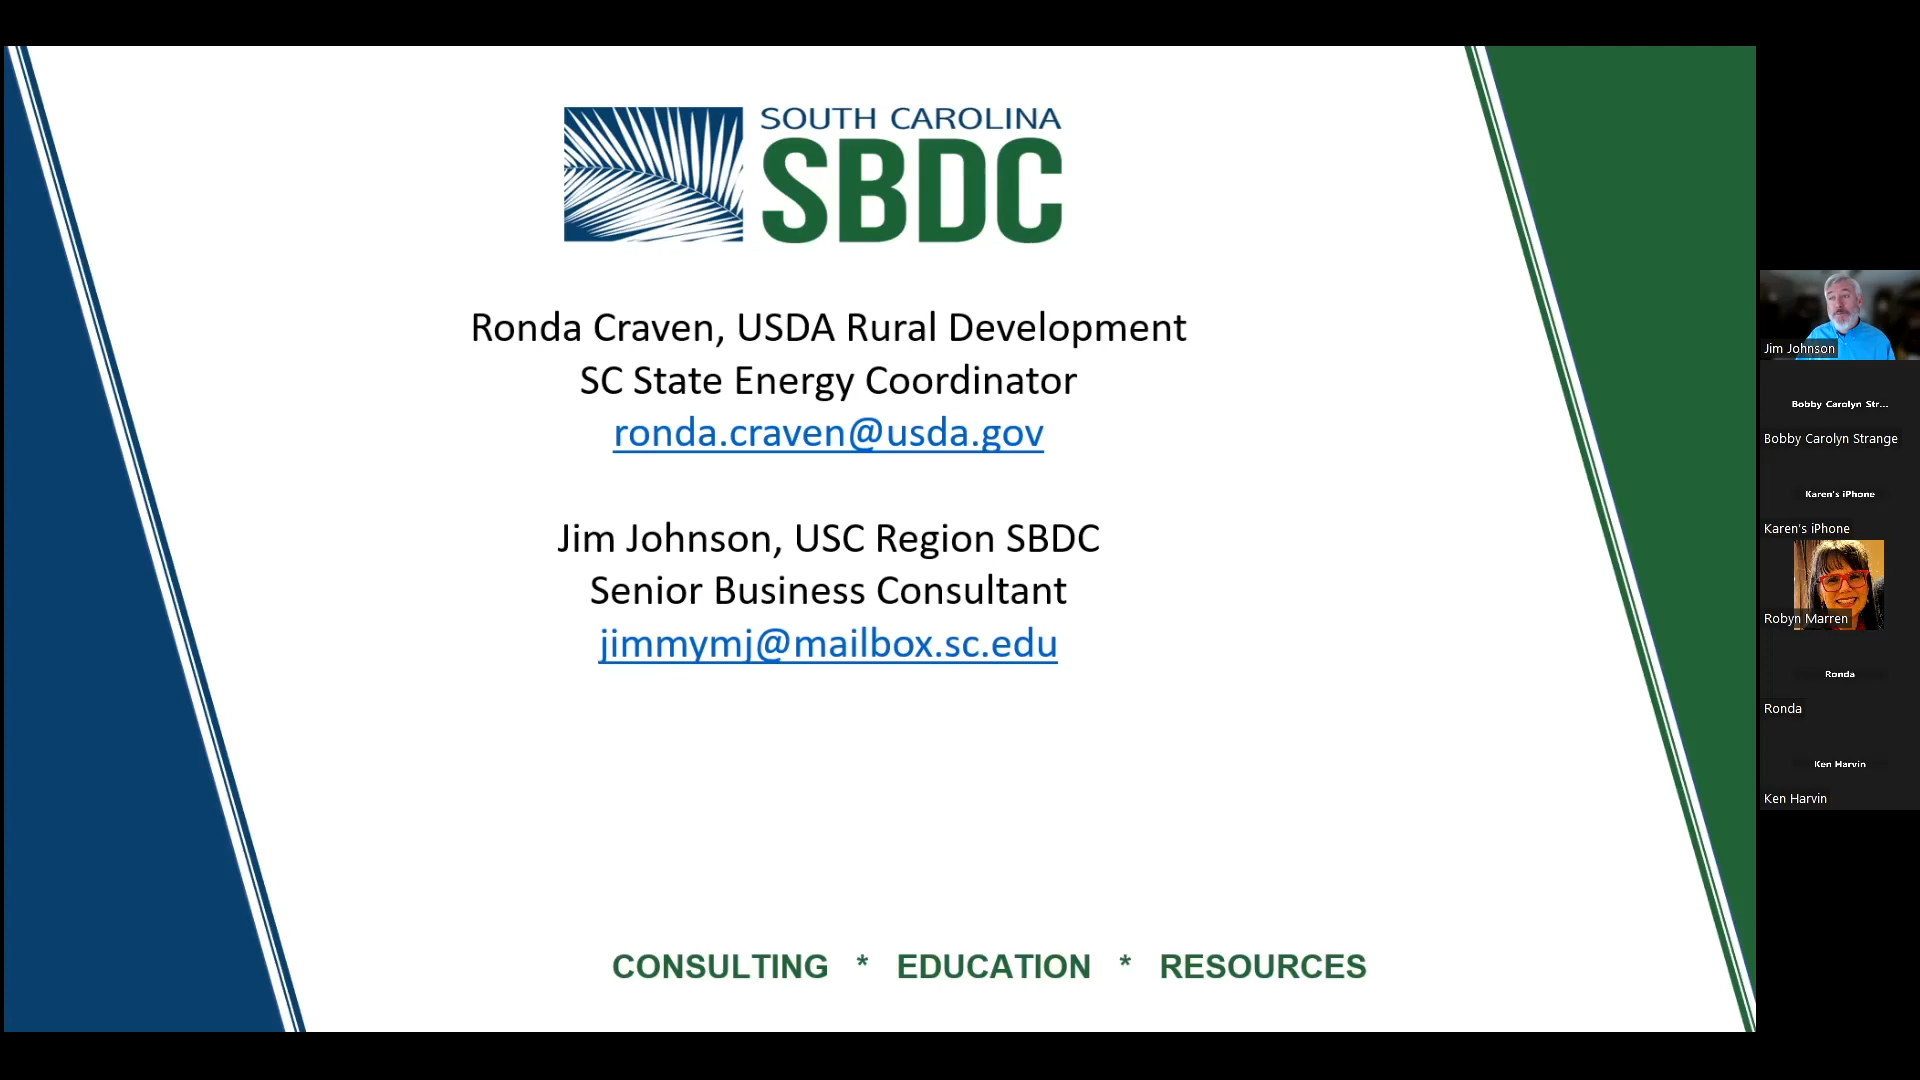 SOUTH CAROLINA
SBDC
Ronda Craven, USDA Rural Development
SC State Energy Coordinator
ronda.craven@usda.gov
Jim Johnson, USC Region SBDC
Senior Business Consultant
jimmymj@mailbox.sc.edu
CONSULTING * EDUCATION * RESOURCES
Jim Johnson
Bobby Carolyn Str...
Bobby Carolyn Strange
Karen's iPhone
Karen's iPhone
Robyn Marren
Ronda
Ronda
Ken Harvin
Ken Harvin